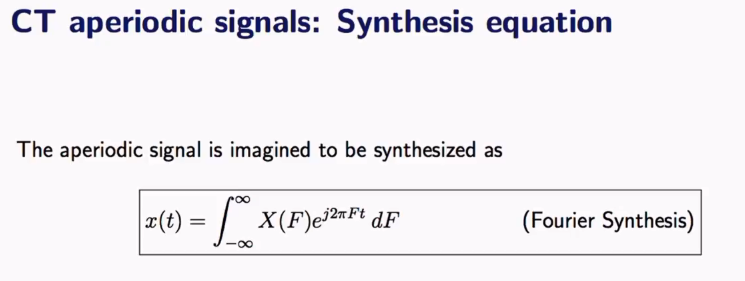 CT aperiodic signals: Synthesis equation
The aperiodic signal is imagined to be synthesized as
x(t) = ∫_{-∞}^{∞} X(F)e^{j2πFt} dF (Fourier Synthesis)